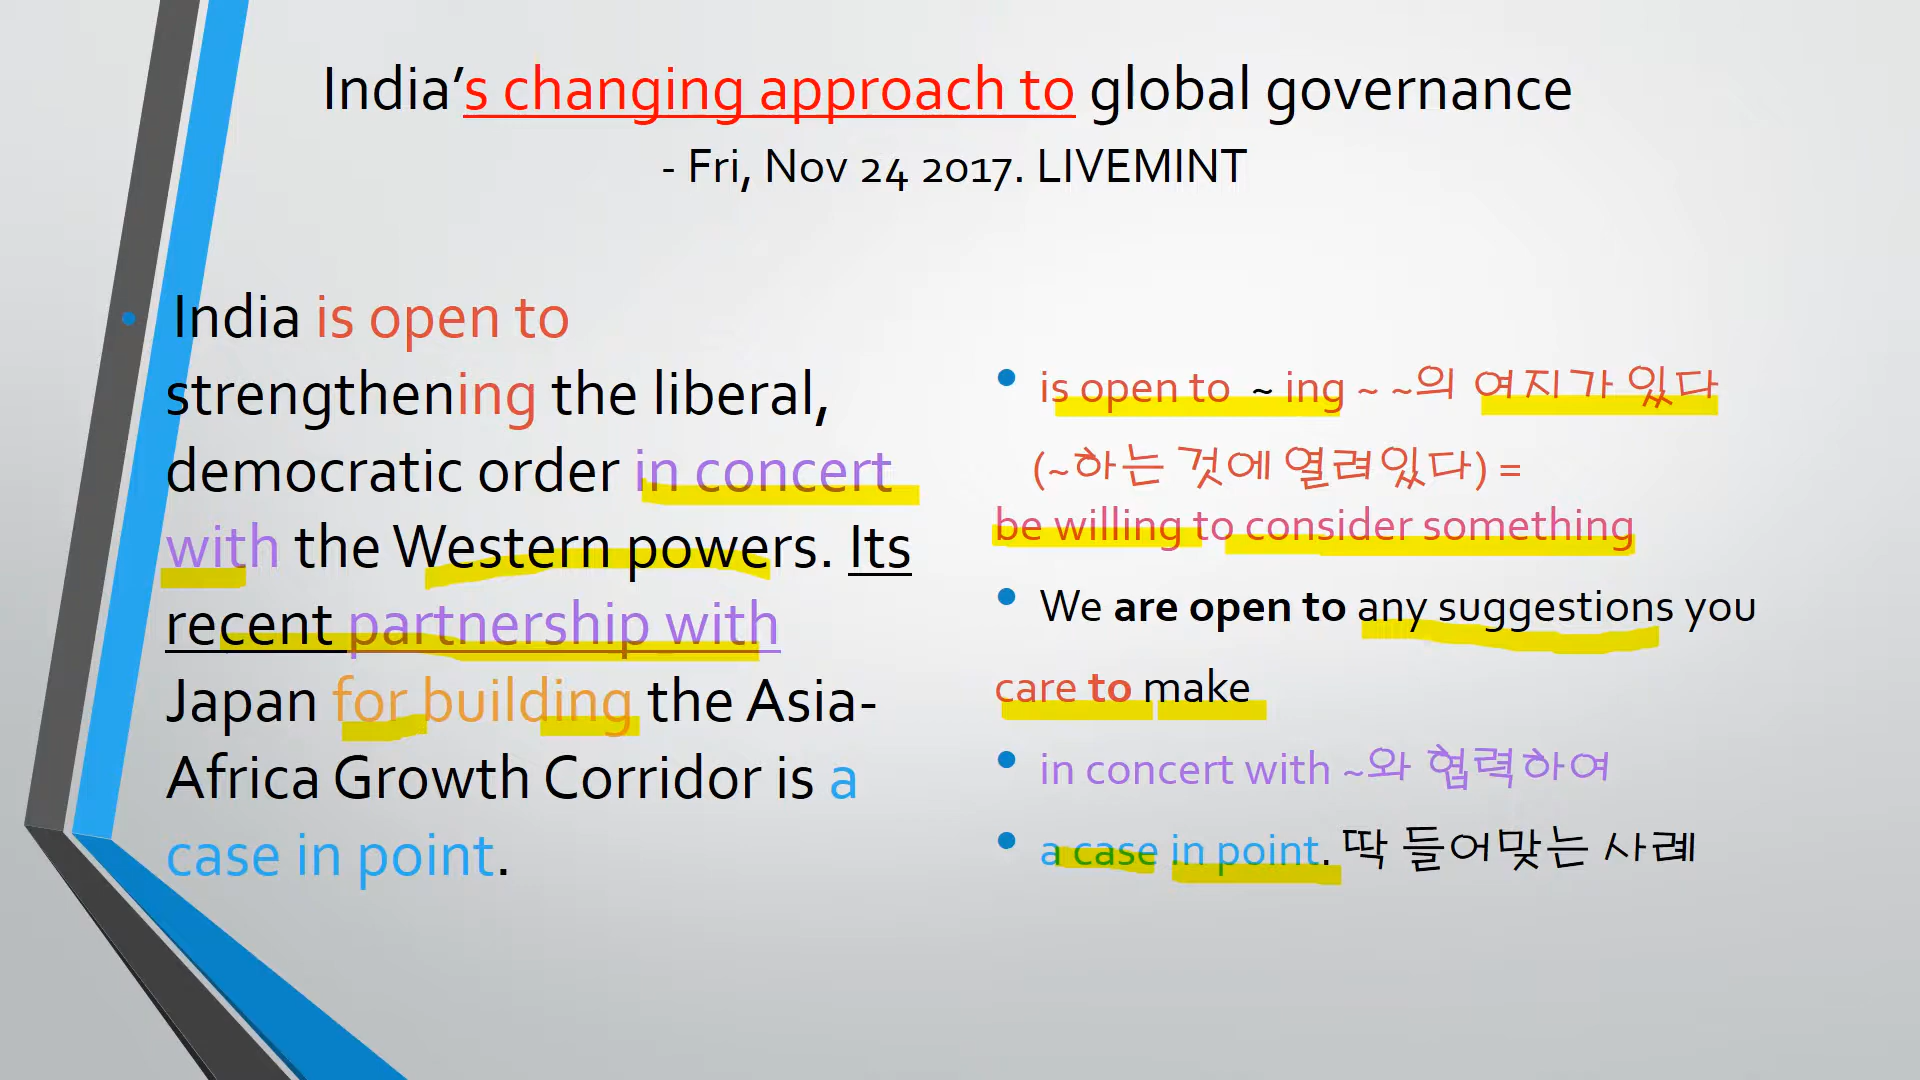 India's changing approach to global governance
- Fri, Nov 24 2017. LIVEMINT
• India is open to
strengthening the liberal,
democratic order in concert
with the Western powers. Its
recent partnership with
Japan for building the Asia-
Africa Growth Corridor is a
case in point.
• is open to ~ ing ~ ~의 여지가 있다
(~하는 것에 열려있다) =
be willing to consider something
• We are open to any suggestions you
care to make
• in concert with ~와 협력하여
• a case in point. 딱 들어맞는 사례